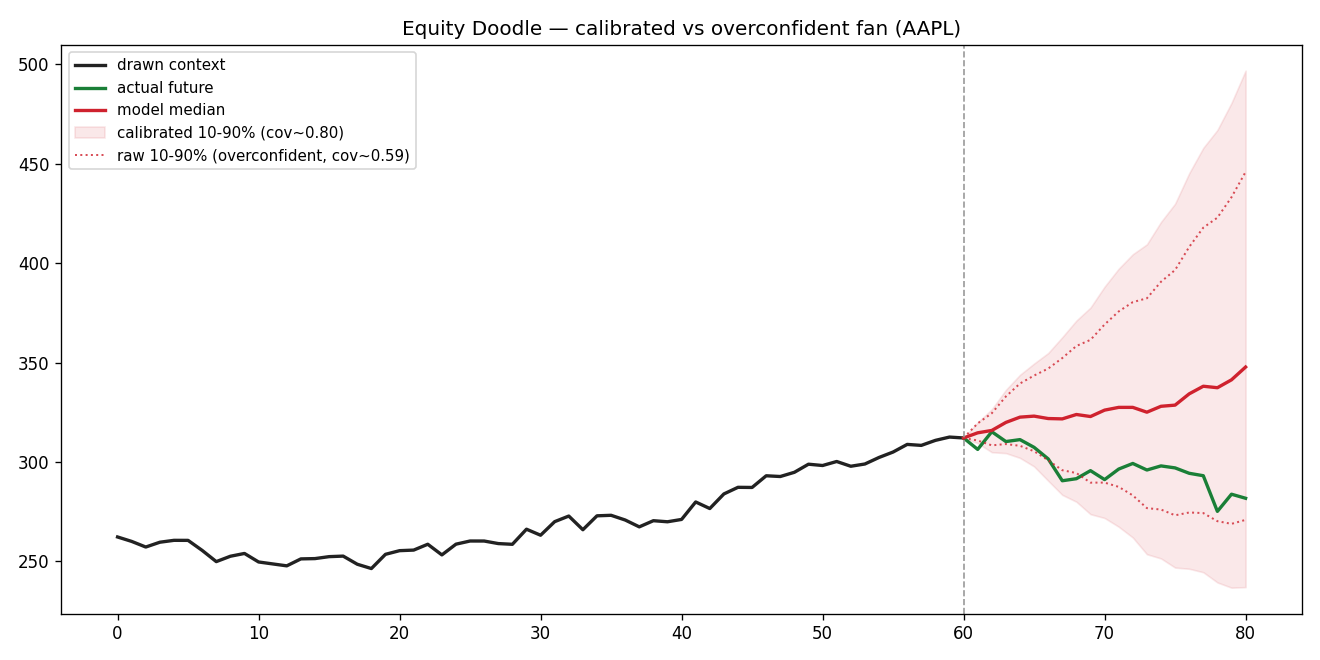 Equity Doodle — calibrated vs overconfident fan (AAPL)
drawn context
actual future
model median
calibrated 10-90% (cov~0.80)
raw 10-90% (overconfident, cov~0.59)
500
450
400
350
300
250
0 10 20 30 40 50 60 70 80